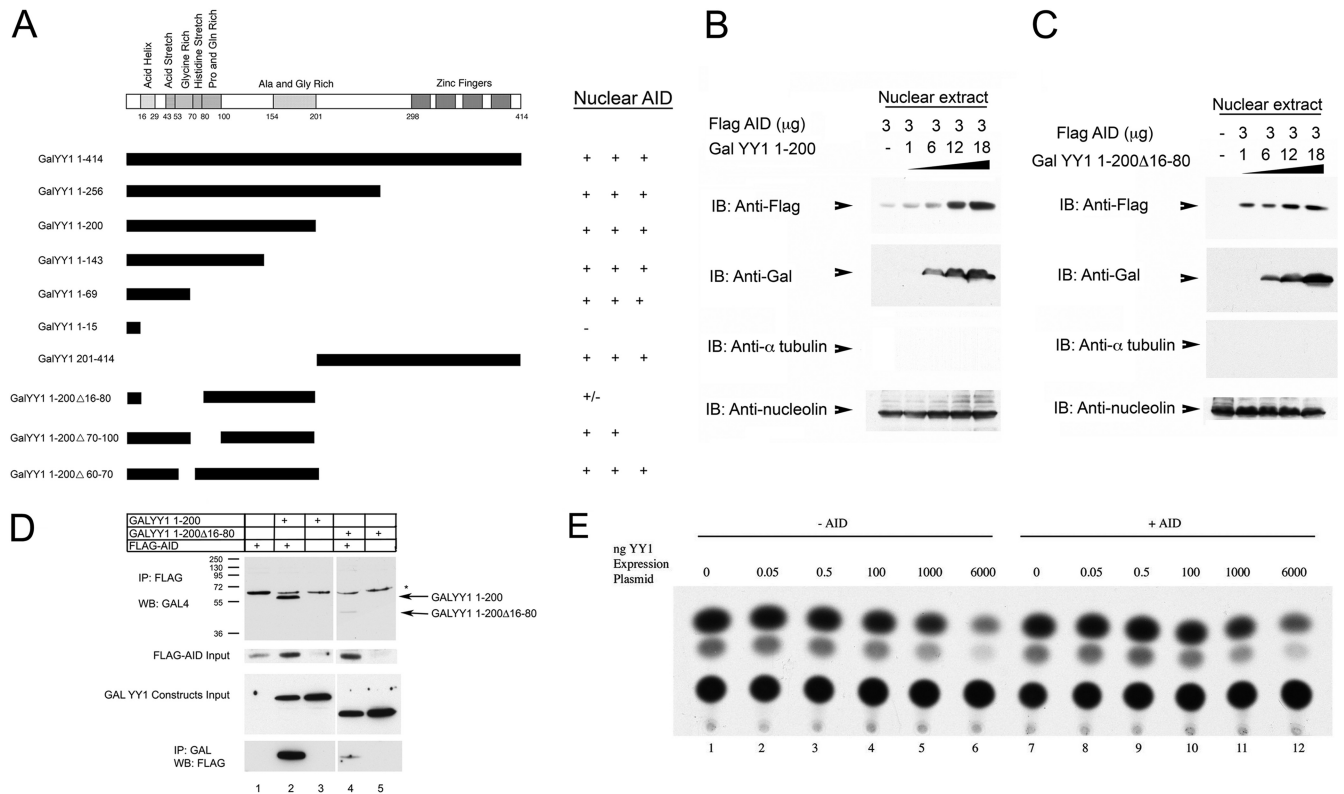 A
Acid Helix
Acid Stretch
Glycine Rich
Histidine Stretch
Pro and Gln Rich
Ala and Gly Rich
Zinc Fingers
16 29 43 53 70 80 100 154 201 298 414
Nuclear AID
GalYY1 1-414 + + +
GalYY1 1-256 + + +
GalYY1 1-200 + + +
GalYY1 1-143 + + +
GalYY1 1-69 + + +
GalYY1 1-15 -
GalYY1 201-414 + + +
GalYY1 1-200△16-80 +/-
GalYY1 1-200△70-100 + +
GalYY1 1-200△60-70 + + +
B
Nuclear extract
Flag AID (µg) 3 3 3 3 3
Gal YY1 1-200 - 1 6 12 18
IB: Anti-Flag
IB: Anti-Gal
IB: Anti-α tubulin
IB: Anti-nucleolin
C
Nuclear extract
Flag AID (µg) - 3 3 3 3
Gal YY1 1-200Δ16-80 - 1 6 12 18
IB: Anti-Flag
IB: Anti-Gal
IB: Anti-α tubulin
IB: Anti-nucleolin
D
GALYY1 1-200 + +
GALYY1 1-200Δ16-80 + +
FLAG-AID + + +
IP: FLAG
WB: GAL4
250
130
95
72
55
36
*
GALYY1 1-200
GALYY1 1-200Δ16-80
FLAG-AID Input
GAL YY1 Constructs Input
IP: GAL
WB: FLAG
1 2 3 4 5
E
- AID + AID
ng YY1
Expression
Plasmid
0 0.05 0.5 100 1000 6000 0 0.05 0.5 100 1000 6000
1 2 3 4 5 6 7 8 9 10 11 12